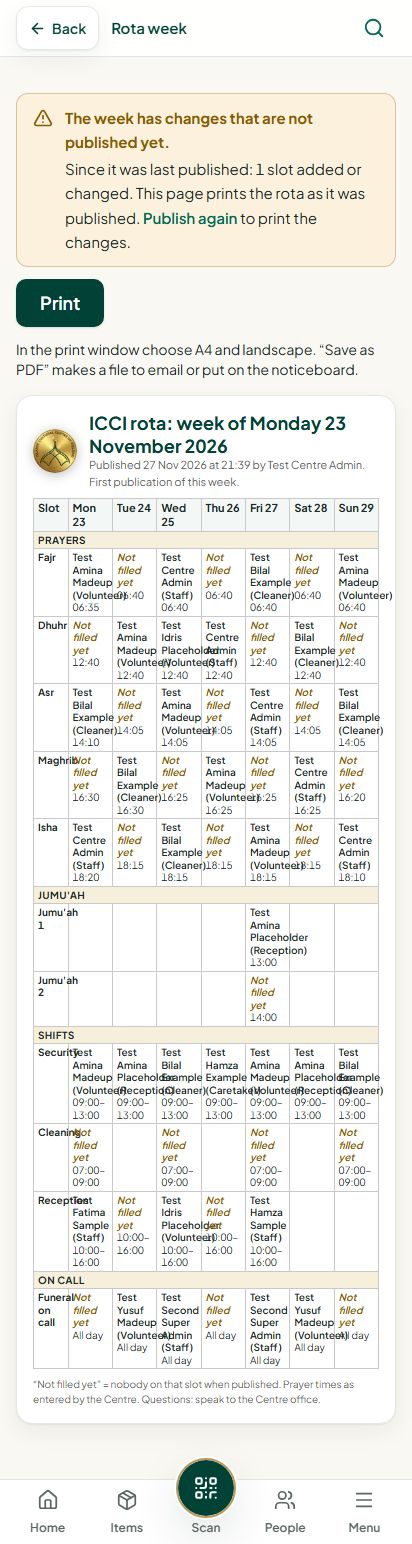 Back Rota week
The week has changes that are not
published yet.
Since it was last published: 1 slot added or
changed. This page prints the rota as it was
published. Publish again to print the
changes.
Print
In the print window choose A4 and landscape. “Save as
PDF” makes a file to email or put on the noticeboard.
ICCI rota: week of Monday 23
November 2026
Published 27 Nov 2026 at 21:39 by Test Centre Admin.
First publication of this week.
Slot Mon 23 Tue 24 Wed 25 Thu 26 Fri 27 Sat 28 Sun 29
PRAYERS
Fajr Test Amina Madeup (Volunteer) 06:35 Not filled yet 06:40 Test Centre Admin (Staff) 06:40 Not filled yet 06:40 Test Bilal Example (Cleaner) 06:40 Not filled yet 06:40 Test Amina Madeup (Volunteer) 06:40
Dhuhr Not filled yet 12:40 Test Amina Madeup (Volunteer) 12:40 Test Idris Placeholder (Volunteer) 12:40 Test Centre Admin (Staff) 12:40 Not filled yet 12:40 Test Bilal Example (Cleaner) 12:40 Not filled yet 12:40
Asr Test Bilal Example (Cleaner) 14:10 Not filled yet 14:05 Test Amina Madeup (Volunteer) 14:05 Not filled yet 14:05 Test Centre Admin (Staff) 14:05 Not filled yet 14:05 Test Bilal Example (Cleaner) 14:05
Maghrib Not filled yet 16:30 Test Bilal Example (Cleaner) 16:30 Not filled yet 16:25 Test Amina Madeup (Volunteer) 16:25 Not filled yet 16:25 Test Centre Admin (Staff) 16:25 Not filled yet 16:20
Isha Test Centre Admin (Staff) 18:20 Not filled yet 18:15 Test Bilal Example (Cleaner) 18:15 Not filled yet 18:15 Test Amina Madeup (Volunteer) 18:15 Not filled yet 18:15 Test Centre Admin (Staff) 18:10
JUMU'AH
Jumu'ah 1 Test Amina Placeholder (Reception) 13:00
Jumu'ah 2 Not filled yet 14:00
SHIFTS
Security Test Amina Madeup (Volunteer) 09:00–13:00 Test Amina Placeholder (Reception) 09:00–13:00 Test Bilal Example (Cleaner) 09:00–13:00 Test Hamza Example (Caretaker) 09:00–13:00 Test Amina Madeup (Volunteer) 09:00–13:00 Test Amina Placeholder (Reception) 09:00–13:00 Test Bilal Example (Cleaner) 09:00–13:00
Cleaning Not filled yet 07:00–09:00 Not filled yet 07:00–09:00 Not filled yet 07:00–09:00 Not filled yet 07:00–09:00
Reception Test Fatima Sample (Staff) 10:00–16:00 Not filled yet 10:00–16:00 Test Idris Placeholder (Volunteer) 10:00–16:00 Not filled yet 10:00–16:00 Test Hamza Sample (Staff) 10:00–16:00
ON CALL
Funeral on call Not filled yet All day Test Yusuf Madeup (Volunteer) All day Test Second Super Admin (Staff) All day Not filled yet All day Test Second Super Admin (Staff) All day Test Yusuf Madeup (Volunteer) All day Not filled yet All day
"Not filled yet" = nobody on that slot when published. Prayer times as
entered by the Centre. Questions: speak to the Centre office.
Home Items Scan People Menu